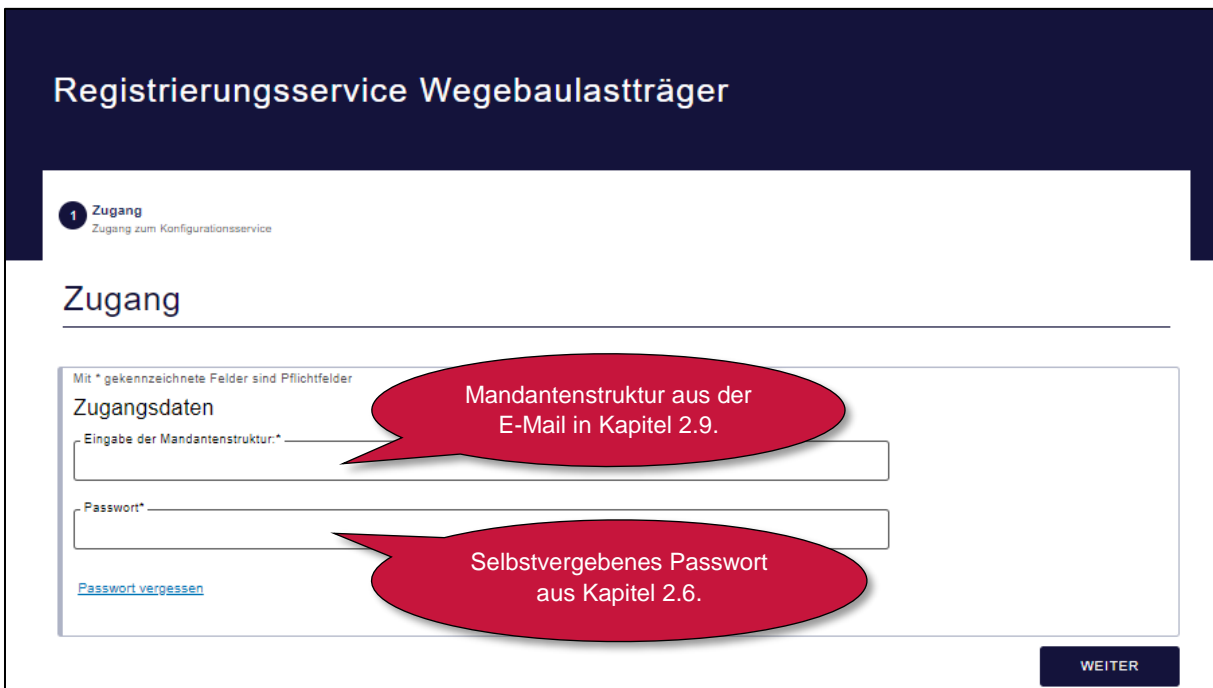 Registrierungsservice Wegebaulastträger
1 Zugang
Zugang zum Konfigurationsservice
Zugang
Mit * gekennzeichnete Felder sind Pflichtfelder
Zugangsdaten
Mandantenstruktur aus der
E-Mail in Kapitel 2.9.
Eingabe der Mandantenstruktur:*
Passwort*
Selbstvergebenes Passwort
aus Kapitel 2.6.
Passwort vergessen
WEITER